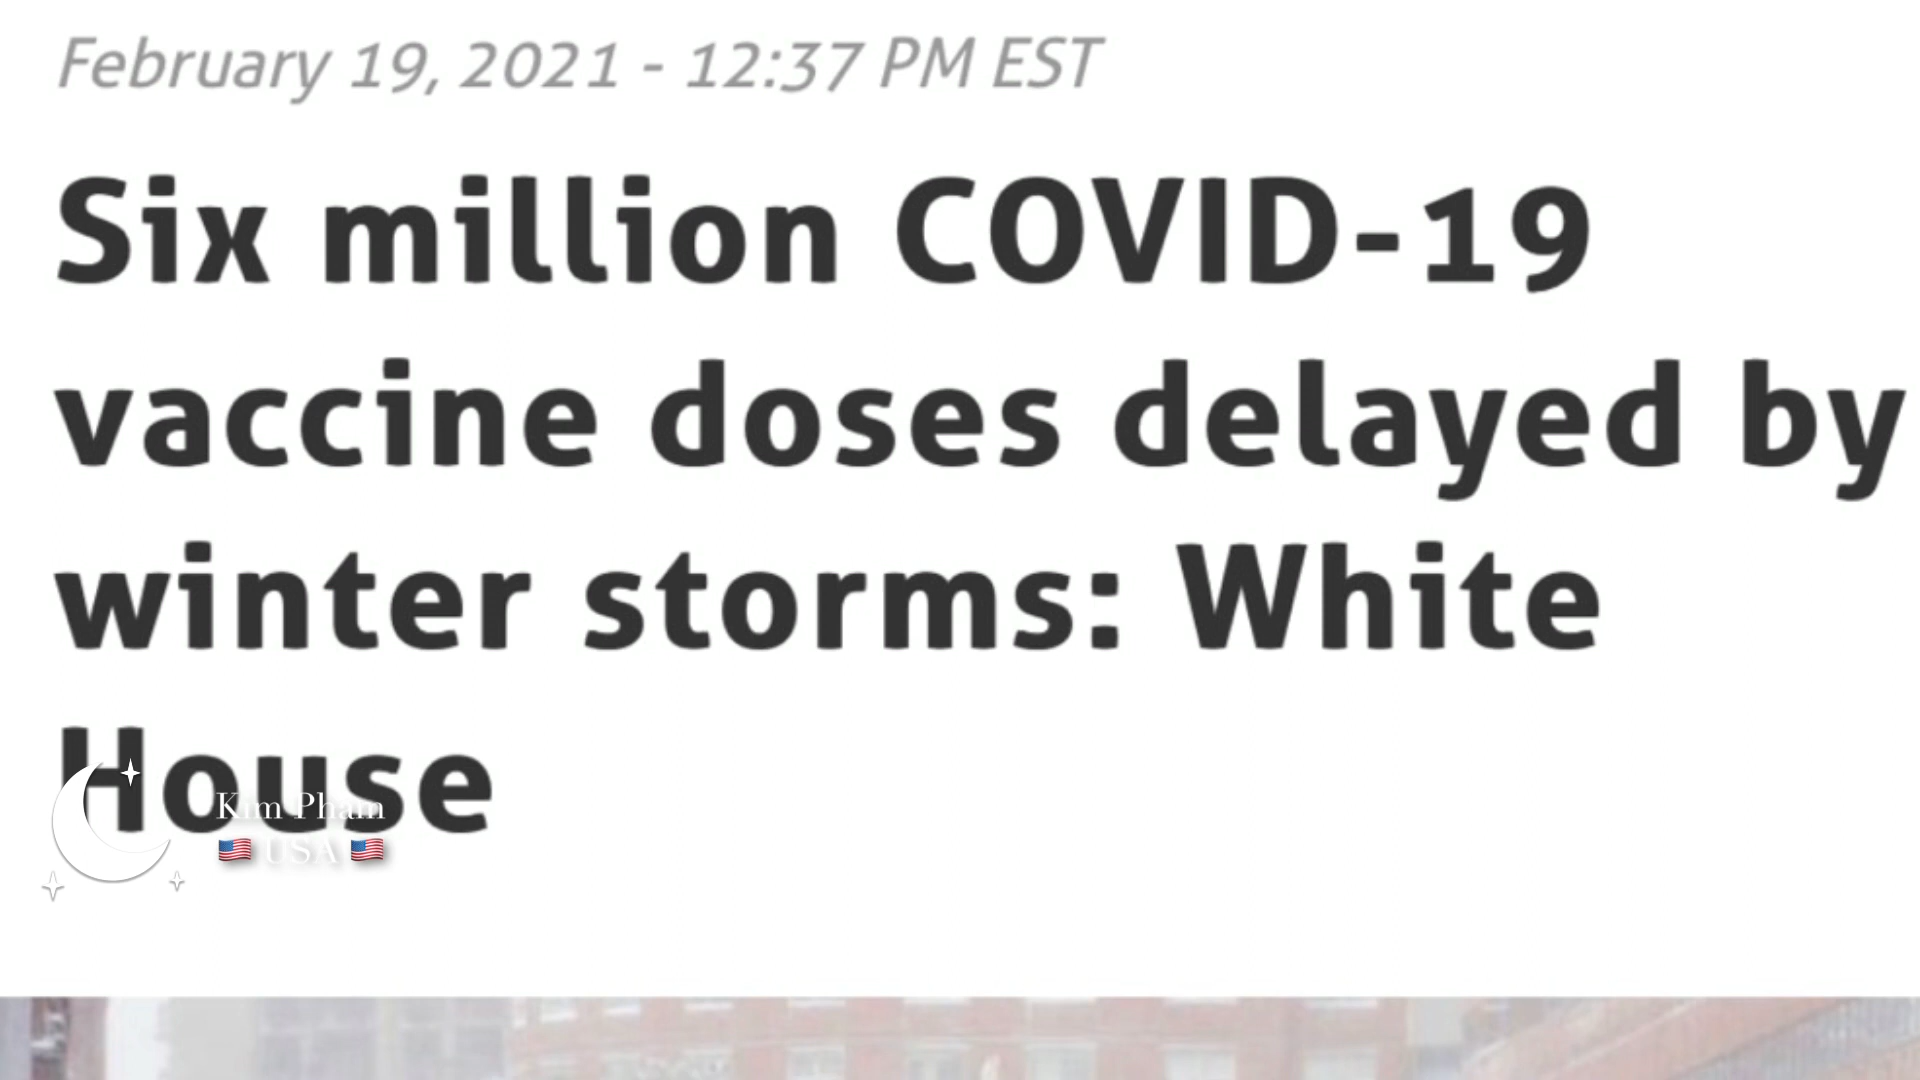 February 19, 2021 - 12:37 PM EST
Six million COVID-19
vaccine doses delayed by
winter storms: White
House
Kim Pham
🇺🇸 USA 🇺🇸